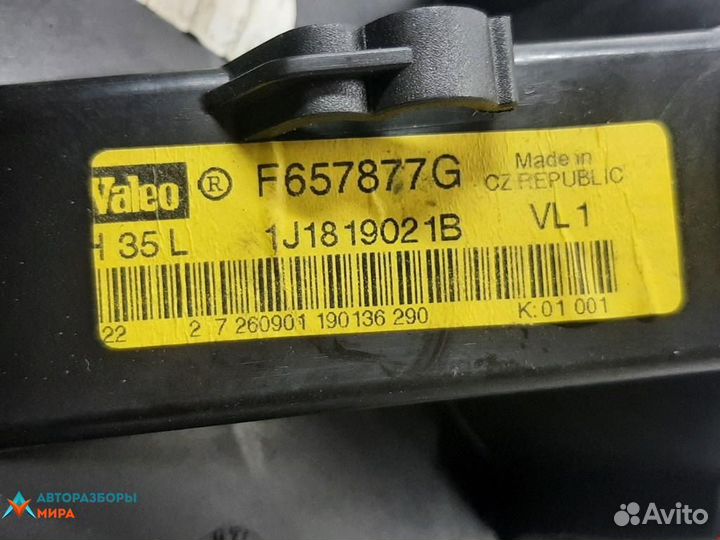 Valeo ® F657877G Made in
CZ REPUBLIC
H 35 L 1J1819021B VL 1
22 2 7 260901 190136 290 K: 01 001
АВТОРАЗБОРЫ
МИРА
Avito